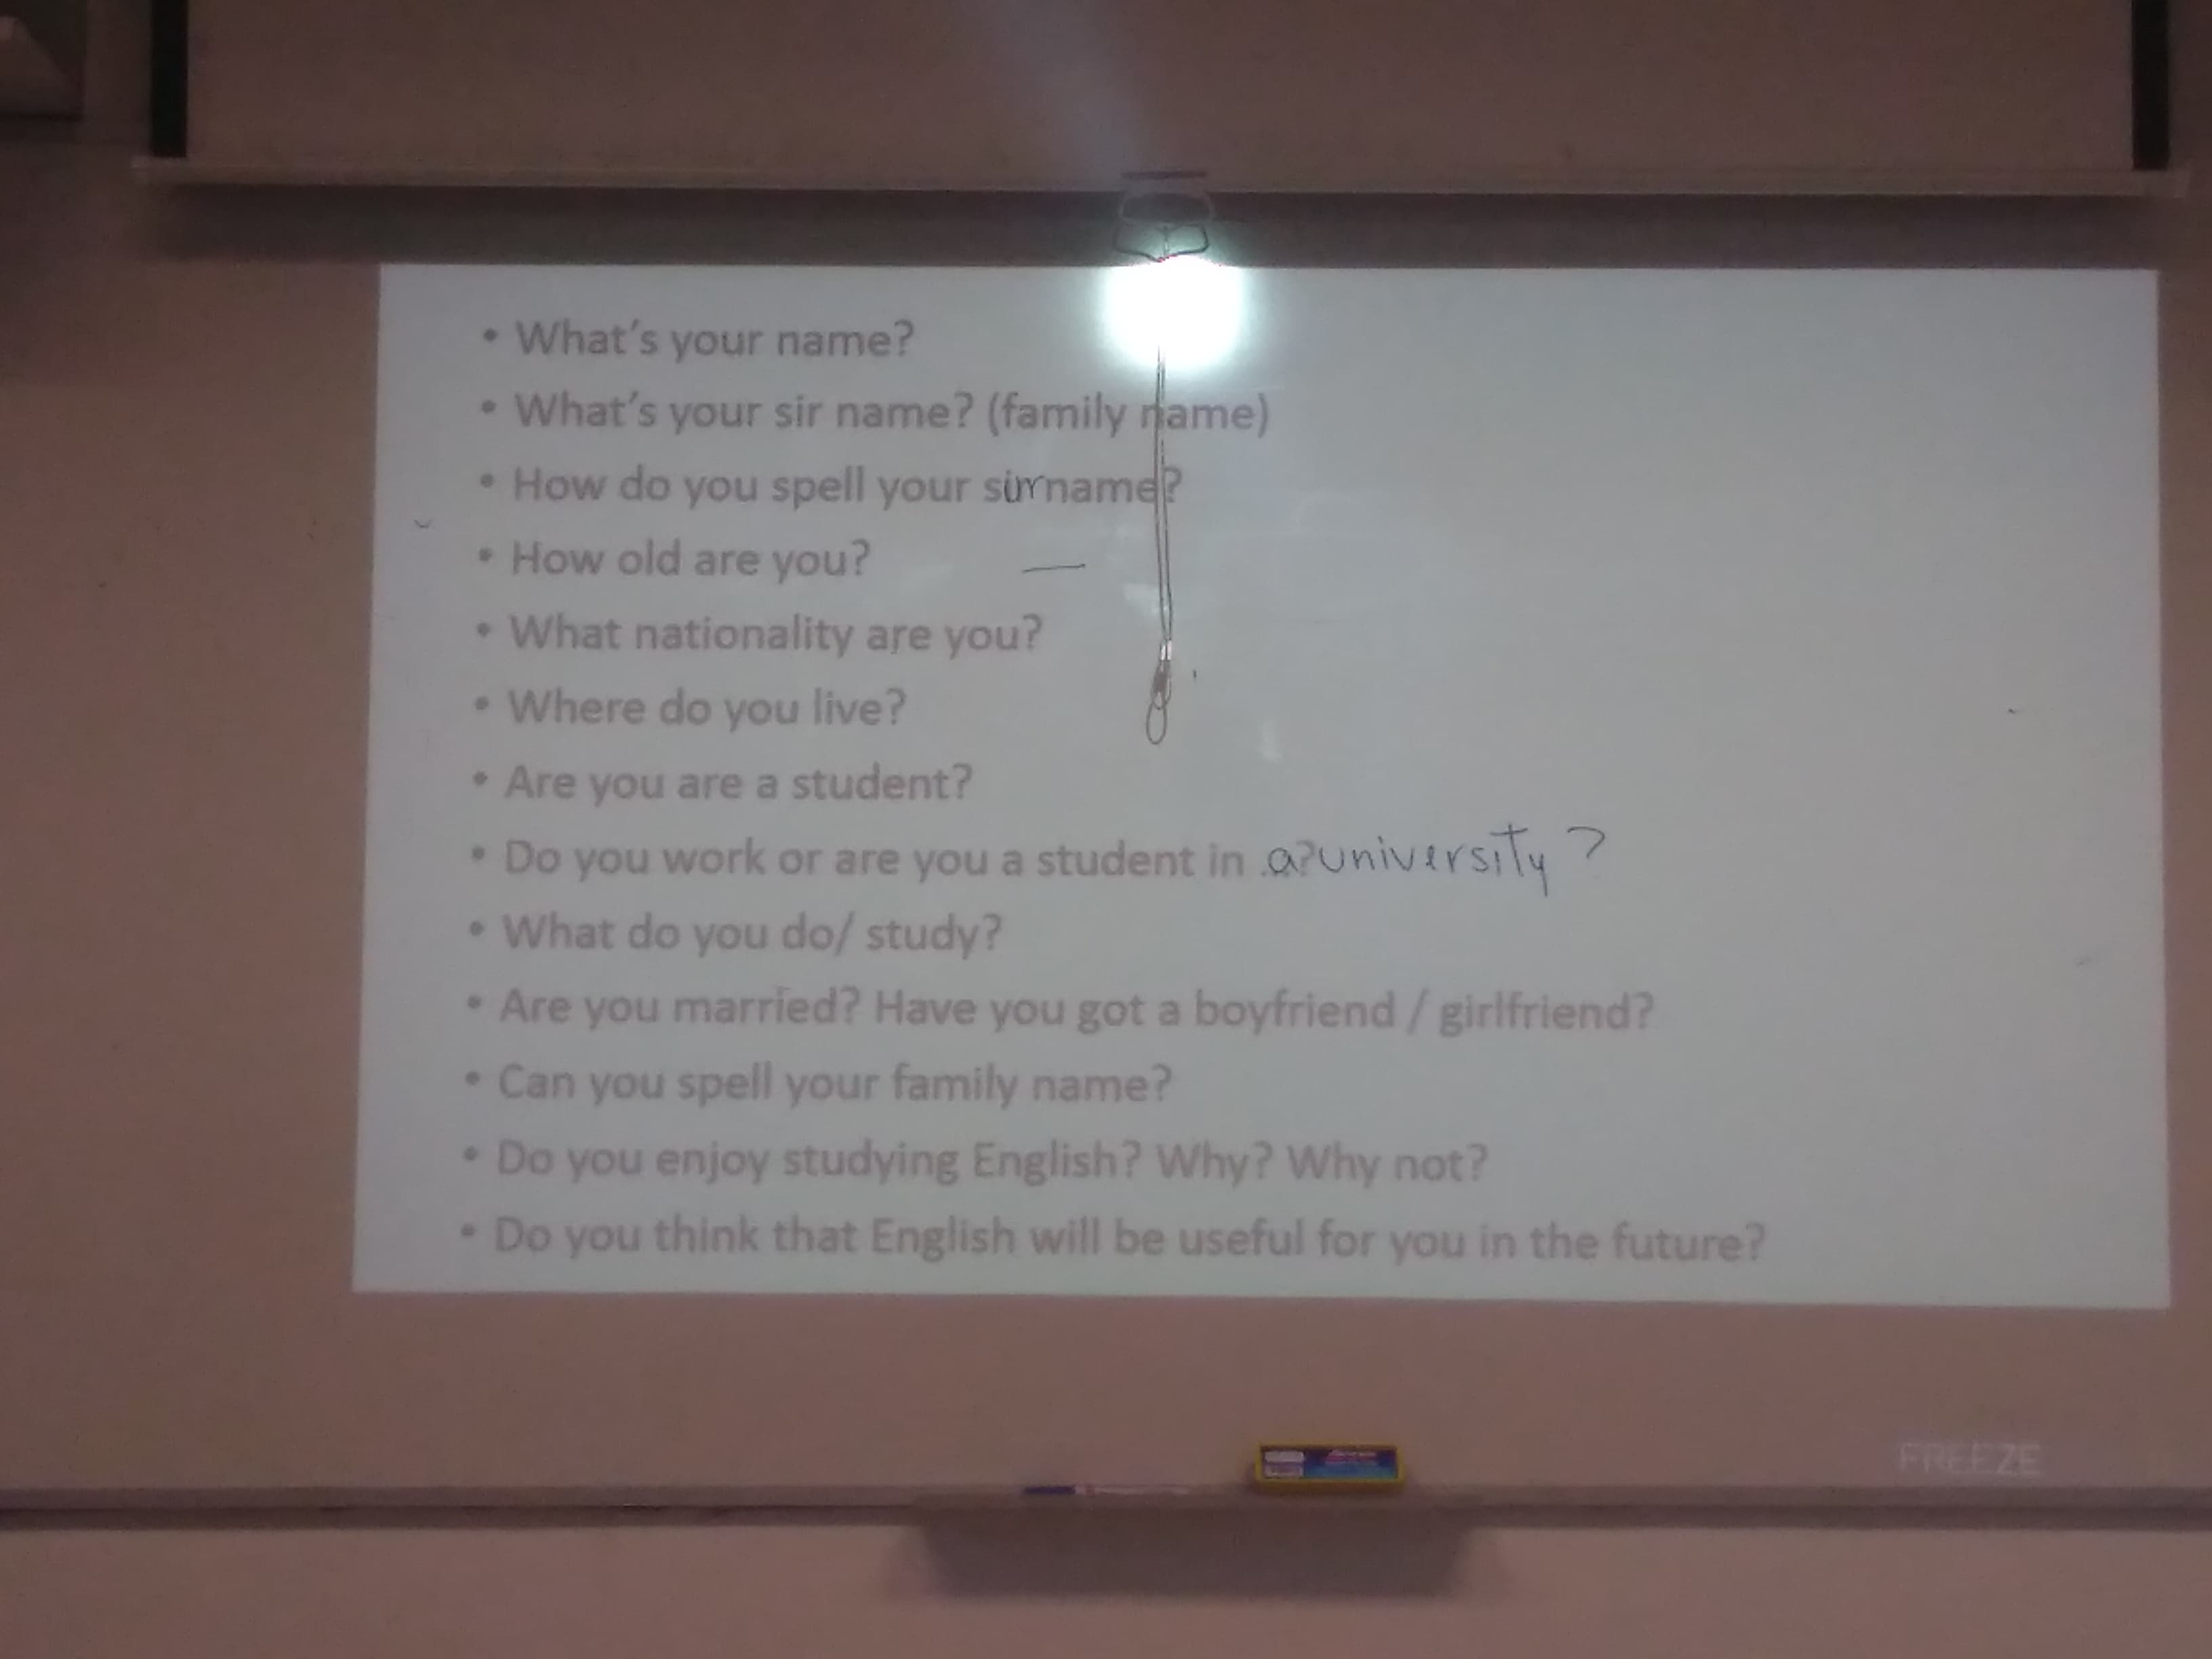 • What's your name?
• What's your sir name? (family name)
• How do you spell your surname?
• How old are you?
• What nationality are you?
• Where do you live?
• Are you are a student?
• Do you work or are you a student in a? university ?
• What do you do/ study?
• Are you married? Have you got a boyfriend / girlfriend?
• Can you spell your family name?
• Do you enjoy studying English? Why? Why not?
• Do you think that English will be useful for you in the future?
FREEZE